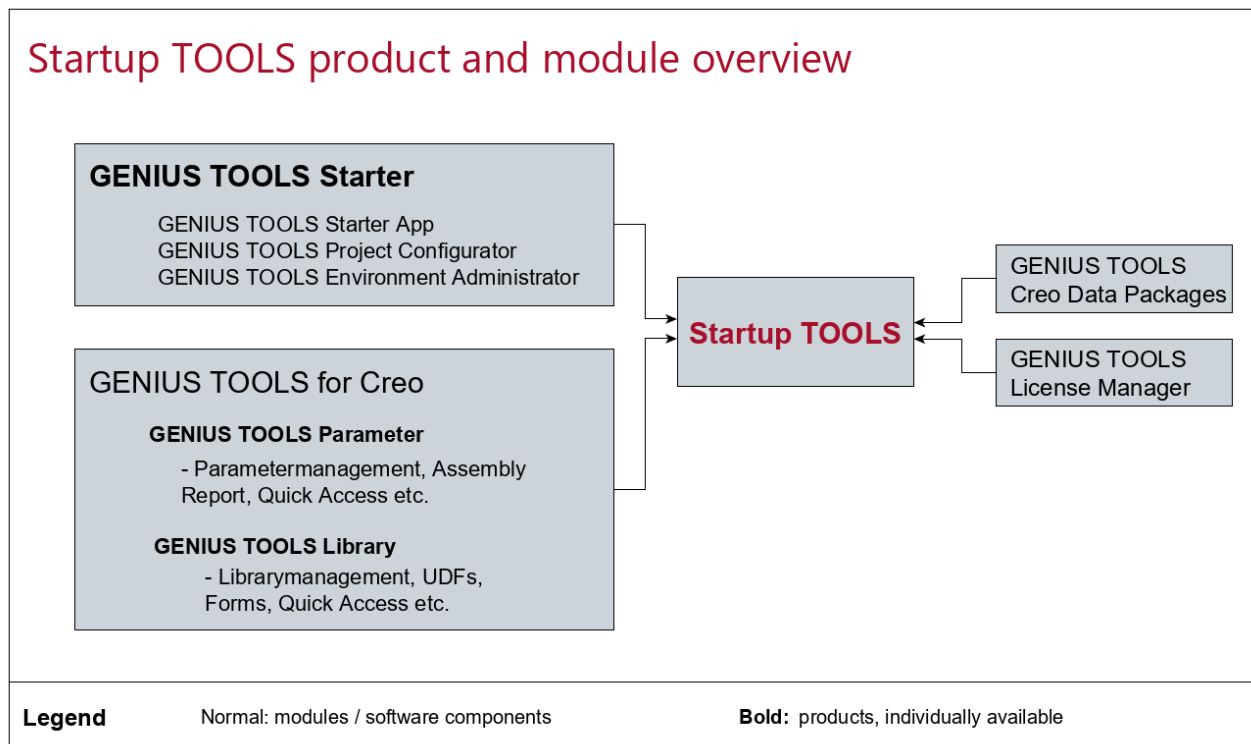 Startup TOOLS product and module overview
GENIUS TOOLS Starter
GENIUS TOOLS Starter App
GENIUS TOOLS Project Configurator
GENIUS TOOLS Environment Administrator
GENIUS TOOLS for Creo
GENIUS TOOLS Parameter
- Parametermanagement, Assembly
Report, Quick Access etc.
GENIUS TOOLS Library
- Librarymanagement, UDFs,
Forms, Quick Access etc.
Startup TOOLS
GENIUS TOOLS
Creo Data Packages
GENIUS TOOLS
License Manager
Legend
Normal: modules / software components
Bold: products, individually available